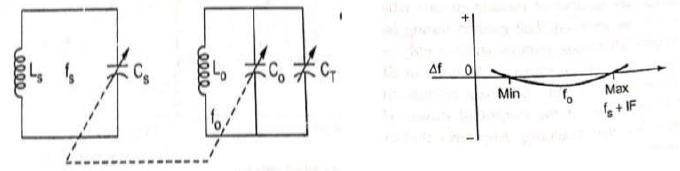 Ls fs Cs
Lo Co CT
fo
+
Δf 0
Min fo Max
fs + IF
−